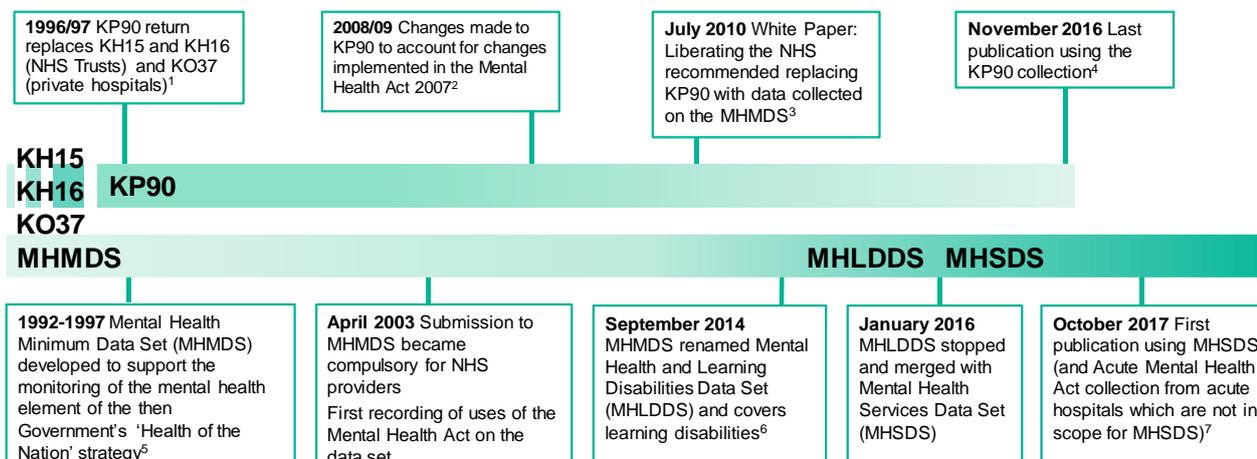 1996/97 KP90 return
replaces KH15 and KH16
(NHS Trusts) and KO37
(private hospitals)¹
2008/09 Changes made to
KP90 to account for changes
implemented in the Mental
Health Act 2007²
July 2010 White Paper:
Liberating the NHS
recommended replacing
KP90 with data collected
on the MHMDS³
November 2016 Last
publication using the
KP90 collection⁴
KH15
KH16
KO37
KP90
MHMDS
MHLDDS
MHSDS
1992-1997 Mental Health
Minimum Data Set (MHMDS)
developed to support the
monitoring of the mental health
element of the then
Government's 'Health of the
Nation' strategy⁵
April 2003 Submission to
MHMDS became
compulsory for NHS
providers
First recording of uses of the
Mental Health Act on the
data set
September 2014
MHMDS renamed Mental
Health and Learning
Disabilities Data Set
(MHLDDS) and covers
learning disabilities⁶
January 2016
MHLDDS stopped
and merged with
Mental Health
Services Data Set
(MHSDS)
October 2017 First
publication using MHSDS
(and Acute Mental Health
Act collection from acute
hospitals which are not in
scope for MHSDS)⁷